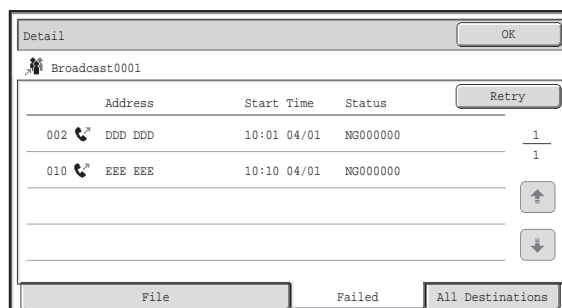 Detail OK
Broadcast0001
Address Start Time Status Retry
002 DDD DDD 10:01 04/01 NG000000
1
1
010 EEE EEE 10:10 04/01 NG000000
File Failed All Destinations